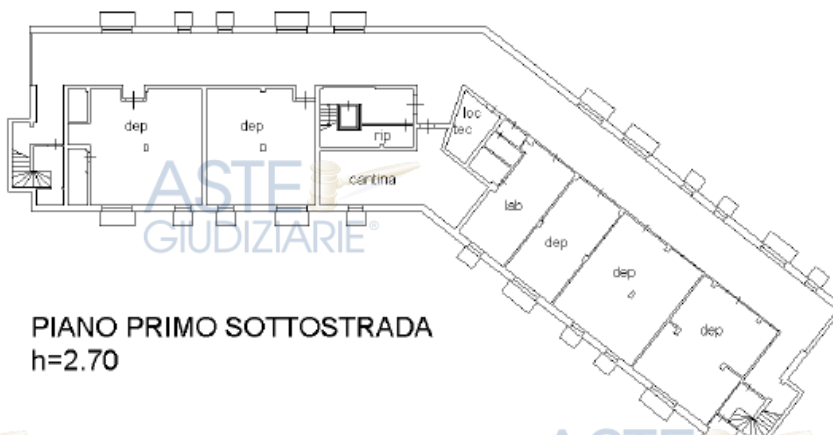 dep
dep
rip
loc
tec
cantina
lab
dep
dep
dep
ASTE
GIUDIZIARIE®
PIANO PRIMO SOTTOSTRADA
h=2.70